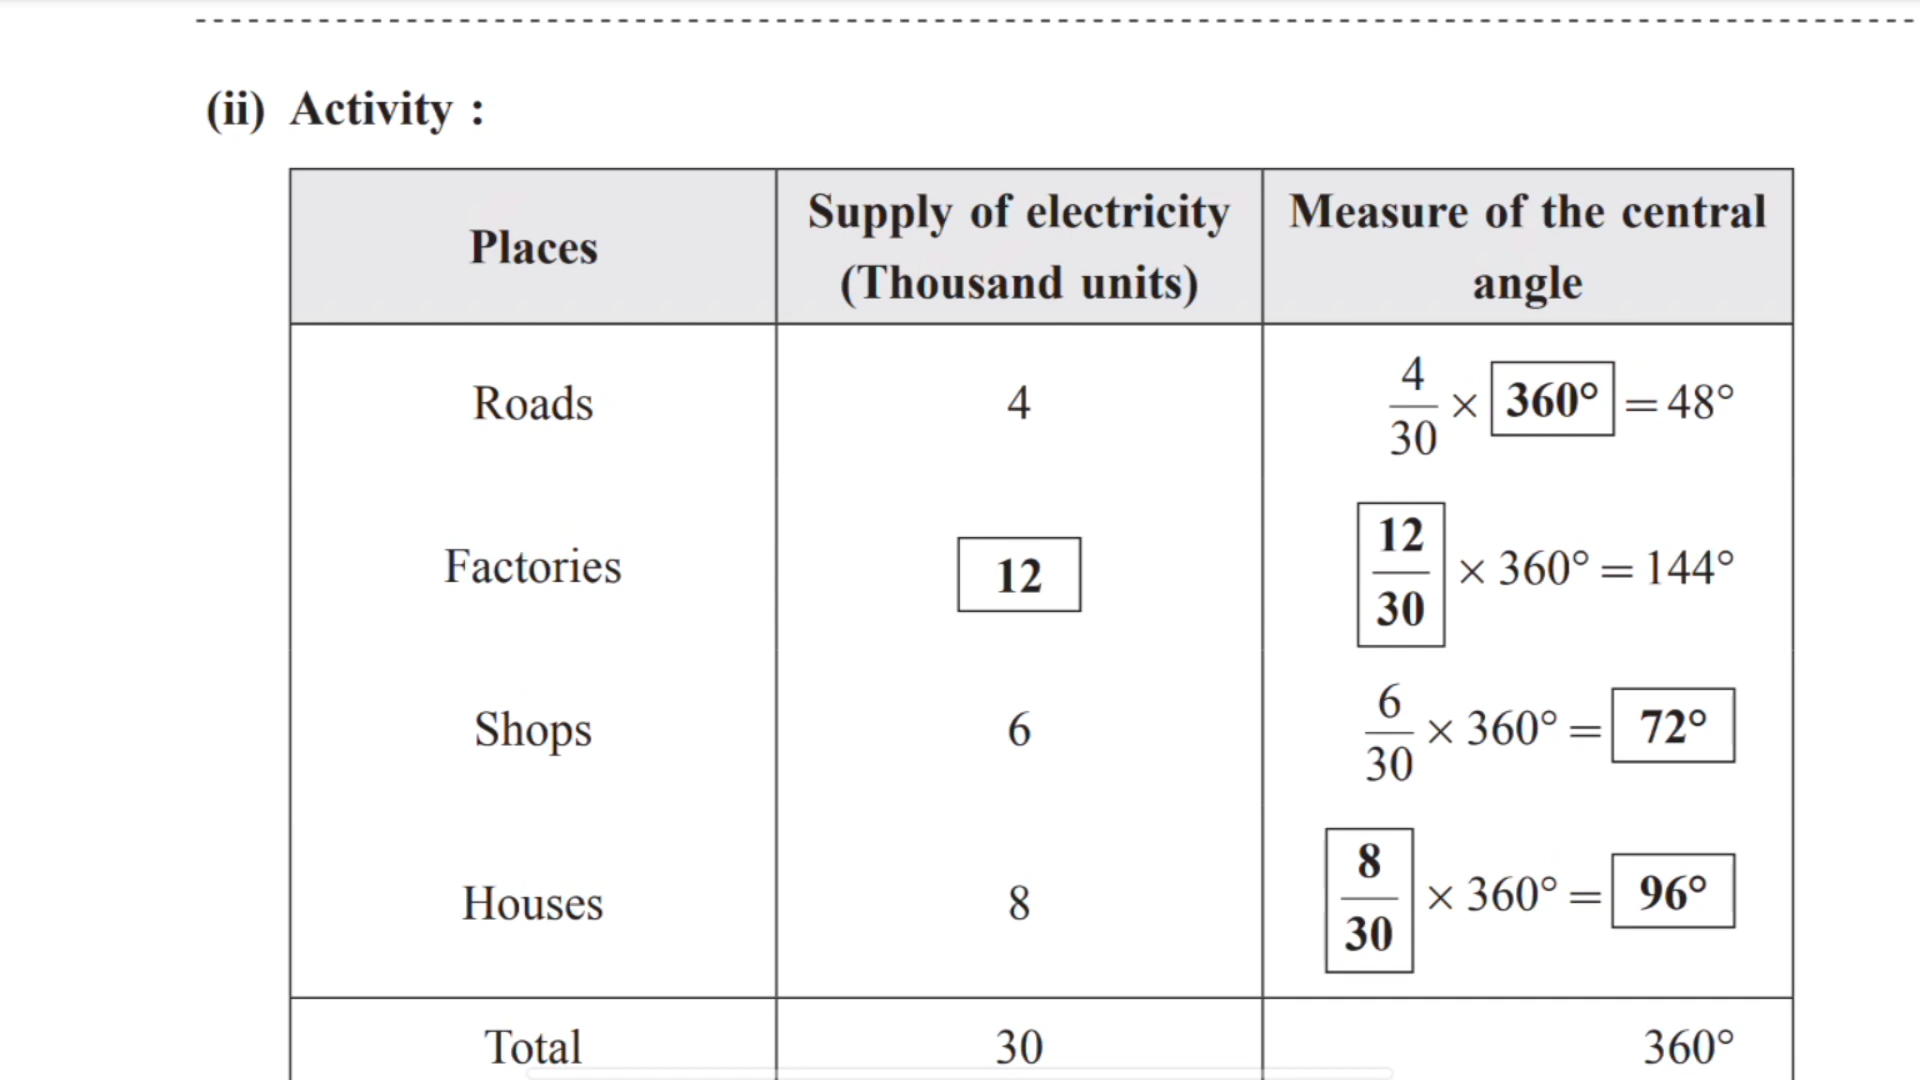 (ii) Activity :
Places
Supply of electricity
(Thousand units)
Measure of the central
angle
Roads
4
4/30 × 360° = 48°
Factories
12
12/30 × 360° = 144°
Shops
6
6/30 × 360° = 72°
Houses
8
8/30 × 360° = 96°
Total
30
360°